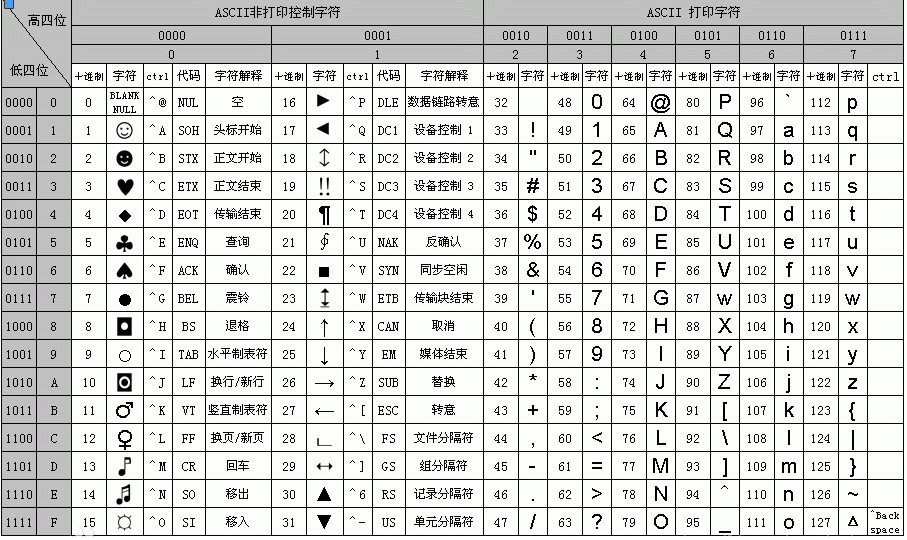 高四位
低四位
ASCII非打印控制字符 ASCII 打印字符
0000 0001 0010 0011 0100 0101 0110 0111
0 1 2 3 4 5 6 7
十进制 字符 ctrl 代码 字符解释 十进制 字符 ctrl 代码 字符解释 十进制 字符 十进制 字符 十进制 字符 十进制 字符 十进制 字符 十进制 字符 ctrl
0000 0 0 BLANK NULL ^@ NUL 空 16 ► ^P DLE 数据链路转意 32 48 0 64 @ 80 P 96 ` 112 p
0001 1 1 ☺ ^A SOH 头标开始 17 ◄ ^Q DC1 设备控制 1 33 ! 49 1 65 A 81 Q 97 a 113 q
0010 2 2 ☻ ^B STX 正文开始 18 ↕ ^R DC2 设备控制 2 34 " 50 2 66 B 82 R 98 b 114 r
0011 3 3 ♥ ^C ETX 正文结束 19 ‼ ^S DC3 设备控制 3 35 # 51 3 67 C 83 S 99 c 115 s
0100 4 4 ♦ ^D EOT 传输结束 20 ¶ ^T DC4 设备控制 4 36 $ 52 4 68 D 84 T 100 d 116 t
0101 5 5 ♣ ^E ENQ 查询 21 ∮ ^U NAK 反确认 37 % 53 5 69 E 85 U 101 e 117 u
0110 6 6 ♠ ^F ACK 确认 22 ■ ^V SYN 同步空闲 38 & 54 6 70 F 86 V 102 f 118 v
0111 7 7 ● ^G BEL 震铃 23 ↨ ^W ETB 传输块结束 39 ' 55 7 71 G 87 w 103 g 119 w
1000 8 8 ◘ ^H BS 退格 24 ↑ ^X CAN 取消 40 ( 56 8 72 H 88 X 104 h 120 x
1001 9 9 ○ ^I TAB 水平制表符 25 ↓ ^Y EM 媒体结束 41 ) 57 9 73 I 89 Y 105 i 121 y
1010 A 10 ◙ ^J LF 换行/新行 26 → ^Z SUB 替换 42 * 58 : 74 J 90 Z 106 j 122 z
1011 B 11 ♂ ^K VT 竖直制表符 27 ← ^[ ESC 转意 43 + 59 ; 75 K 91 [ 107 k 123 {
1100 C 12 ♀ ^L FF 换页/新页 28 ∟ ^\ FS 文件分隔符 44 , 60 < 76 L 92 \ 108 l 124 |
1101 D 13 ♪ ^M CR 回车 29 ↔ ^] GS 组分隔符 45 - 61 = 77 M 93 ] 109 m 125 }
1110 E 14 ♫ ^N SO 移出 30 ▲ ^6 RS 记录分隔符 46 . 62 > 78 N 94 ^ 110 n 126 ~
1111 F 15 ☼ ^O SI 移入 31 ▼ ^- US 单元分隔符 47 / 63 ? 79 O 95 _ 111 o 127 Δ ^Back space